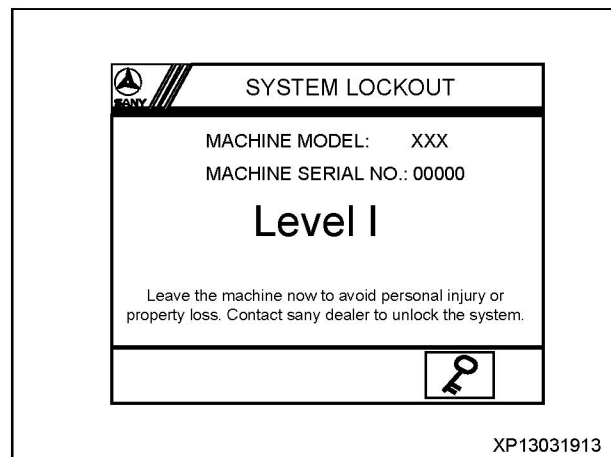 SANY
SYSTEM LOCKOUT
MACHINE MODEL: XXX
MACHINE SERIAL NO.: 00000
Level I
Leave the machine now to avoid personal injury or
property loss. Contact sany dealer to unlock the system.
XP13031913